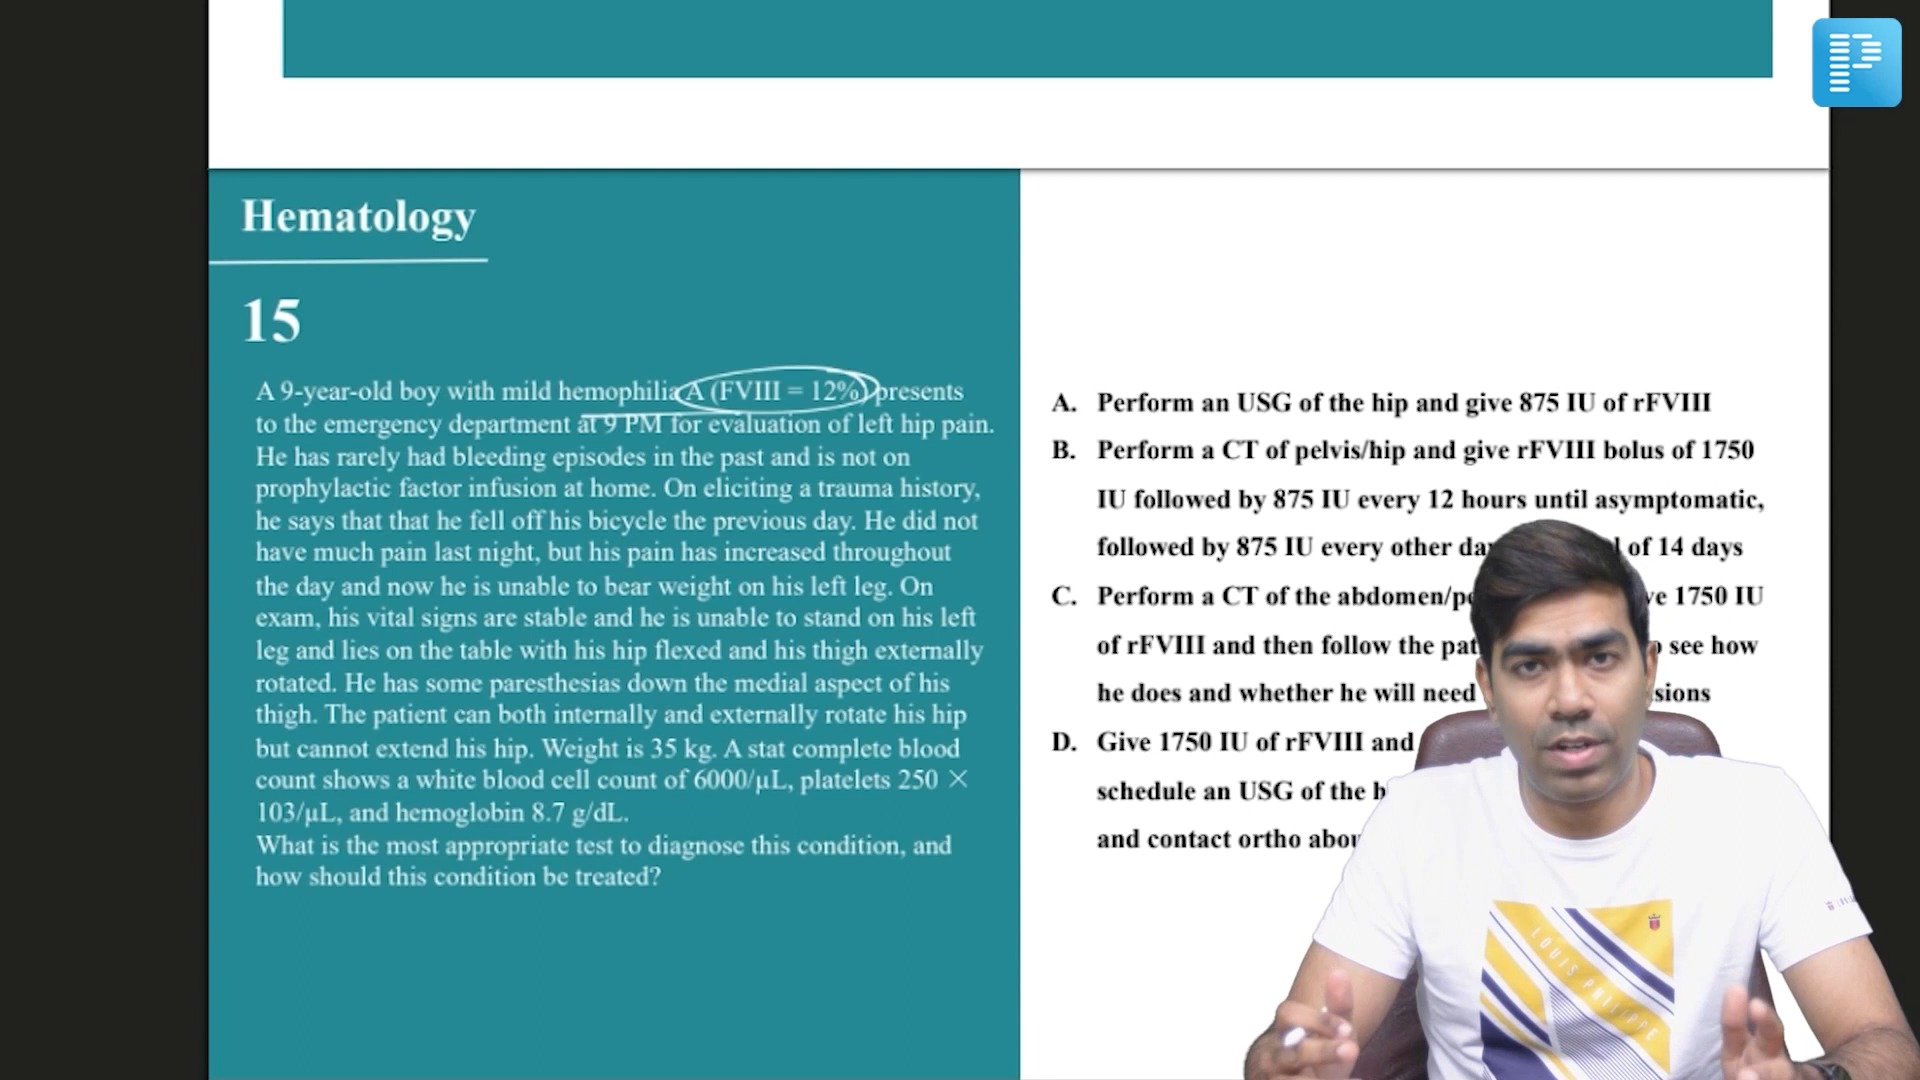 Hematology
15
A 9-year-old boy with mild hemophilia A (FVIII = 12%) presents
to the emergency department at 9 PM for evaluation of left hip pain.
He has rarely had bleeding episodes in the past and is not on
prophylactic factor infusion at home. On eliciting a trauma history,
he says that that he fell off his bicycle the previous day. He did not
have much pain last night, but his pain has increased throughout
the day and now he is unable to bear weight on his left leg. On
exam, his vital signs are stable and he is unable to stand on his left
leg and lies on the table with his hip flexed and his thigh externally
rotated. He has some paresthesias down the medial aspect of his
thigh. The patient can both internally and externally rotate his hip
but cannot extend his hip. Weight is 35 kg. A stat complete blood
count shows a white blood cell count of 6000/µL, platelets 250 ×
103/µL, and hemoglobin 8.7 g/dL.
What is the most appropriate test to diagnose this condition, and
how should this condition be treated?
A. Perform an USG of the hip and give 875 IU of rFVIII
B. Perform a CT of pelvis/hip and give rFVIII bolus of 1750
IU followed by 875 IU every 12 hours until asymptomatic,
followed by 875 IU every other of 14 days
C. Perform a CT of the 1750 IU
of rFVIII and then follow the see how
he does and whether he will need
D. Give 1750 IU of rFVIII and
schedule an USG of the
and contact ortho
LOUIS PHILIPPE